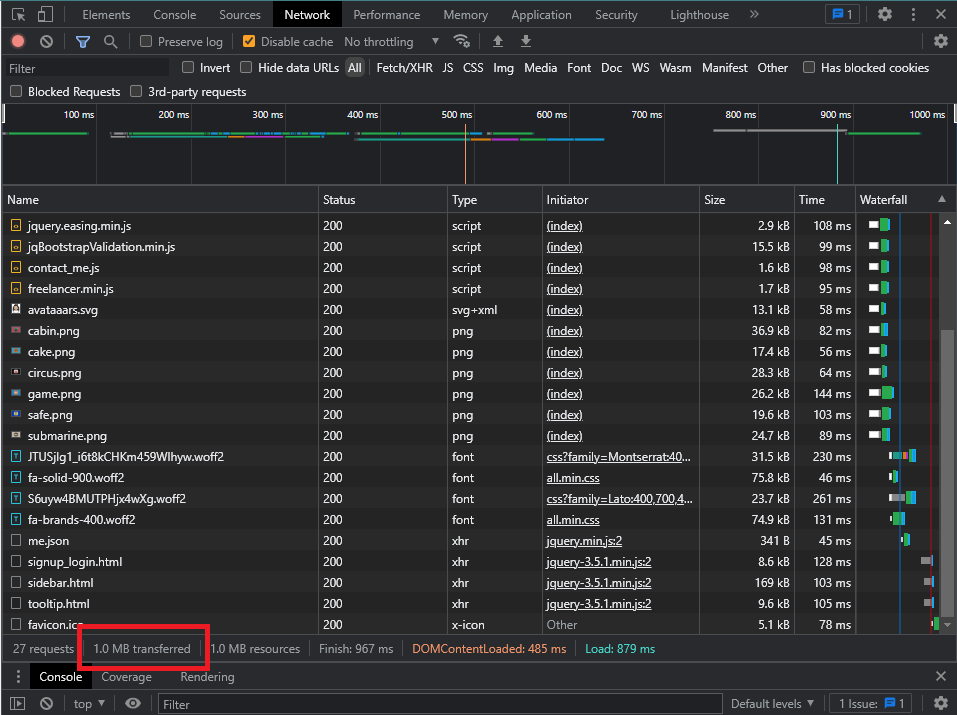 Elements Console Sources Network Performance Memory Application Security Lighthouse » 1
Preserve log Disable cache No throttling
Filter Invert Hide data URLs All Fetch/XHR JS CSS Img Media Font Doc WS Wasm Manifest Other Has blocked cookies
Blocked Requests 3rd-party requests
100 ms 200 ms 300 ms 400 ms 500 ms 600 ms 700 ms 800 ms 900 ms 1000 ms
Name Status Type Initiator Size Time Waterfall
jquery.easing.min.js 200 script (index) 2.9 kB 108 ms
jqBootstrapValidation.min.js 200 script (index) 15.5 kB 99 ms
contact_me.js 200 script (index) 1.6 kB 98 ms
freelancer.min.js 200 script (index) 1.7 kB 95 ms
avataaars.svg 200 svg+xml (index) 13.1 kB 58 ms
cabin.png 200 png (index) 36.9 kB 82 ms
cake.png 200 png (index) 17.4 kB 56 ms
circus.png 200 png (index) 28.3 kB 64 ms
game.png 200 png (index) 26.2 kB 144 ms
safe.png 200 png (index) 19.6 kB 103 ms
submarine.png 200 png (index) 24.7 kB 89 ms
JTUSjIg1_i6t8kCHKm459WIhyw.woff2 200 font css?family=Montserrat:40... 31.5 kB 230 ms
fa-solid-900.woff2 200 font all.min.css 75.8 kB 46 ms
S6uyw4BMUTPHjx4wXg.woff2 200 font css?family=Lato:400,700,4... 23.7 kB 261 ms
fa-brands-400.woff2 200 font all.min.css 74.9 kB 131 ms
me.json 200 xhr jquery.min.js:2 341 B 45 ms
signup_login.html 200 xhr jquery-3.5.1.min.js:2 8.6 kB 128 ms
sidebar.html 200 xhr jquery-3.5.1.min.js:2 169 kB 103 ms
tooltip.html 200 xhr jquery-3.5.1.min.js:2 9.6 kB 105 ms
favicon.ico 200 x-icon Other 5.1 kB 78 ms
27 requests 1.0 MB transferred 1.0 MB resources Finish: 967 ms DOMContentLoaded: 485 ms Load: 879 ms
Console Coverage Rendering
top Filter Default levels 1 Issue: 1